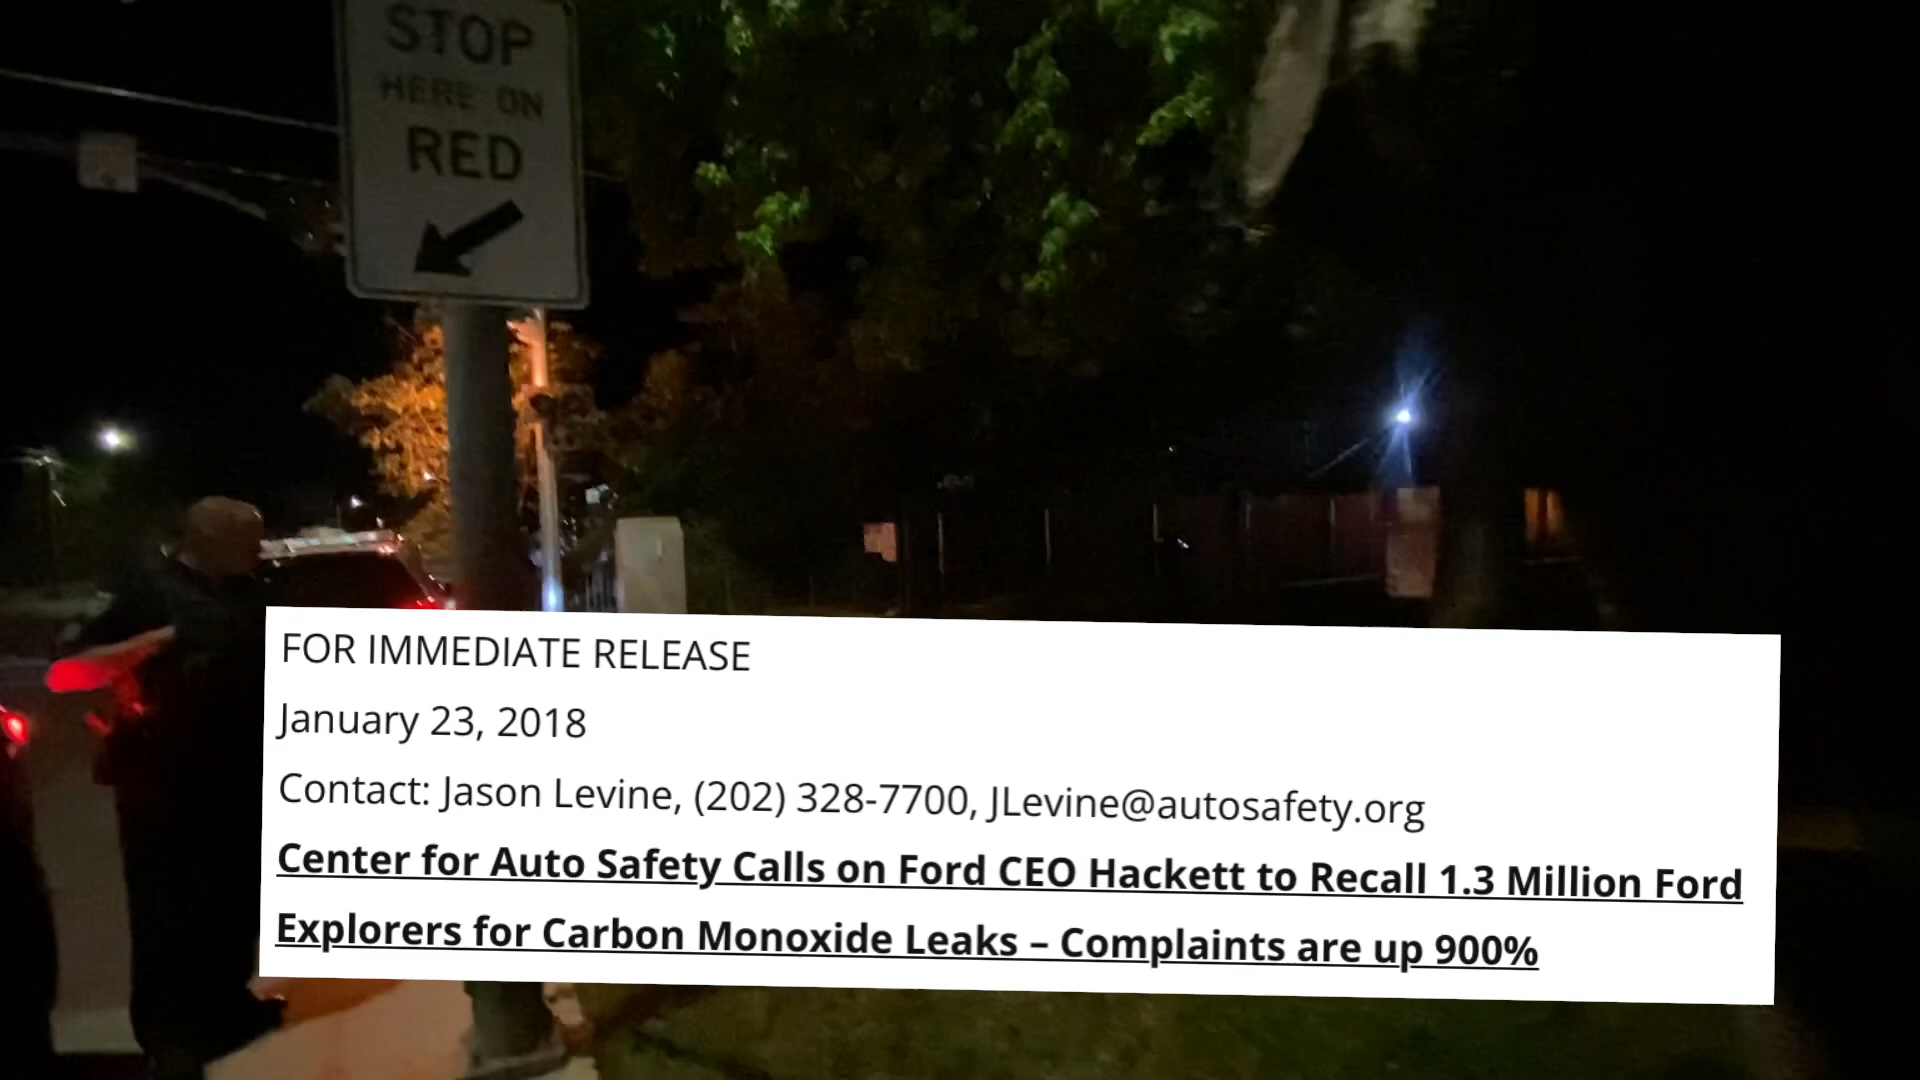 STOP
HERE ON
RED
FOR IMMEDIATE RELEASE
January 23, 2018
Contact: Jason Levine, (202) 328-7700, JLevine@autosafety.org
Center for Auto Safety Calls on Ford CEO Hackett to Recall 1.3 Million Ford
Explorers for Carbon Monoxide Leaks – Complaints are up 900%